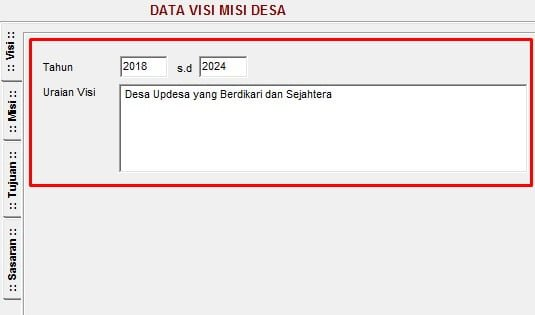 DATA VISI MISI DESA
:: Visi ::
:: Misi ::
:: Tujuan ::
:: Sasaran ::
Tahun 2018 s.d 2024
Uraian Visi Desa Updesa yang Berdikari dan Sejahtera